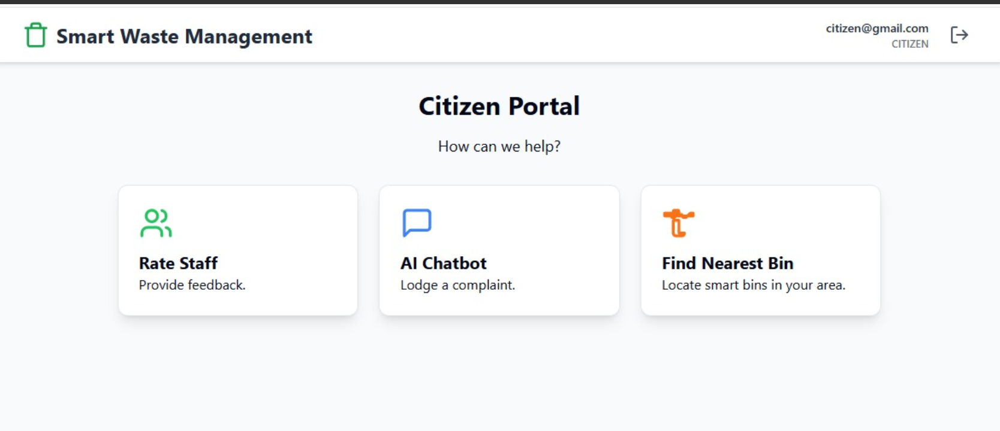 Smart Waste Management
citizen@gmail.com
CITIZEN
Citizen Portal
How can we help?
Rate Staff
Provide feedback.
AI Chatbot
Lodge a complaint.
Find Nearest Bin
Locate smart bins in your area.